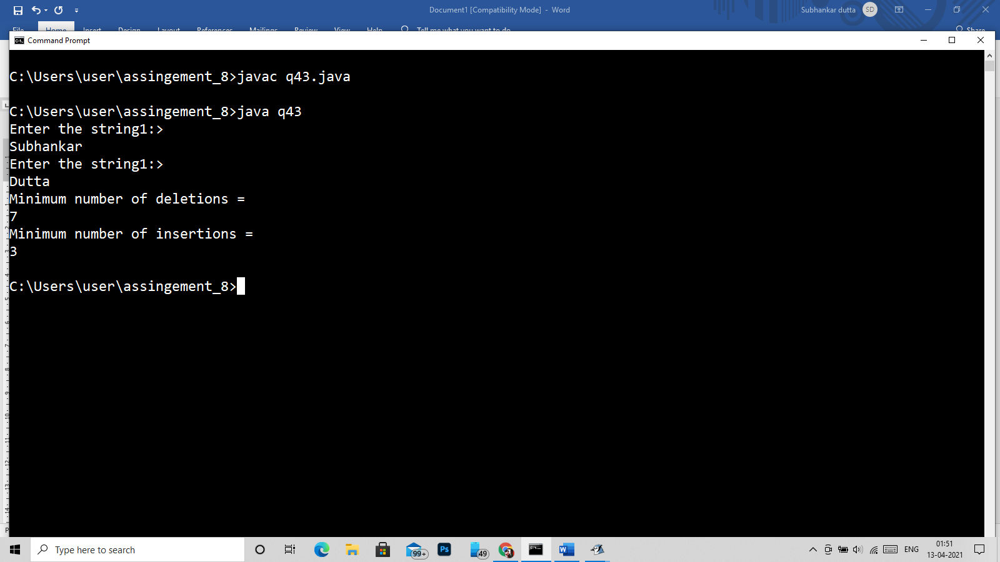 Document1 [Compatibility Mode] - Word
Subhankar dutta
SD
File Home Insert Design Layout References Mailings Review View Help Tell me what you want to do
Share
Command Prompt
C:\Users\user\assingement_8>javac q43.java
C:\Users\user\assingement_8>java q43
Enter the string1:>
Subhankar
Enter the string1:>
Dutta
Minimum number of deletions =
7
Minimum number of insertions =
3
C:\Users\user\assingement_8>
Type here to search
99+
Ps
49
ENG
01:51
13-04-2021